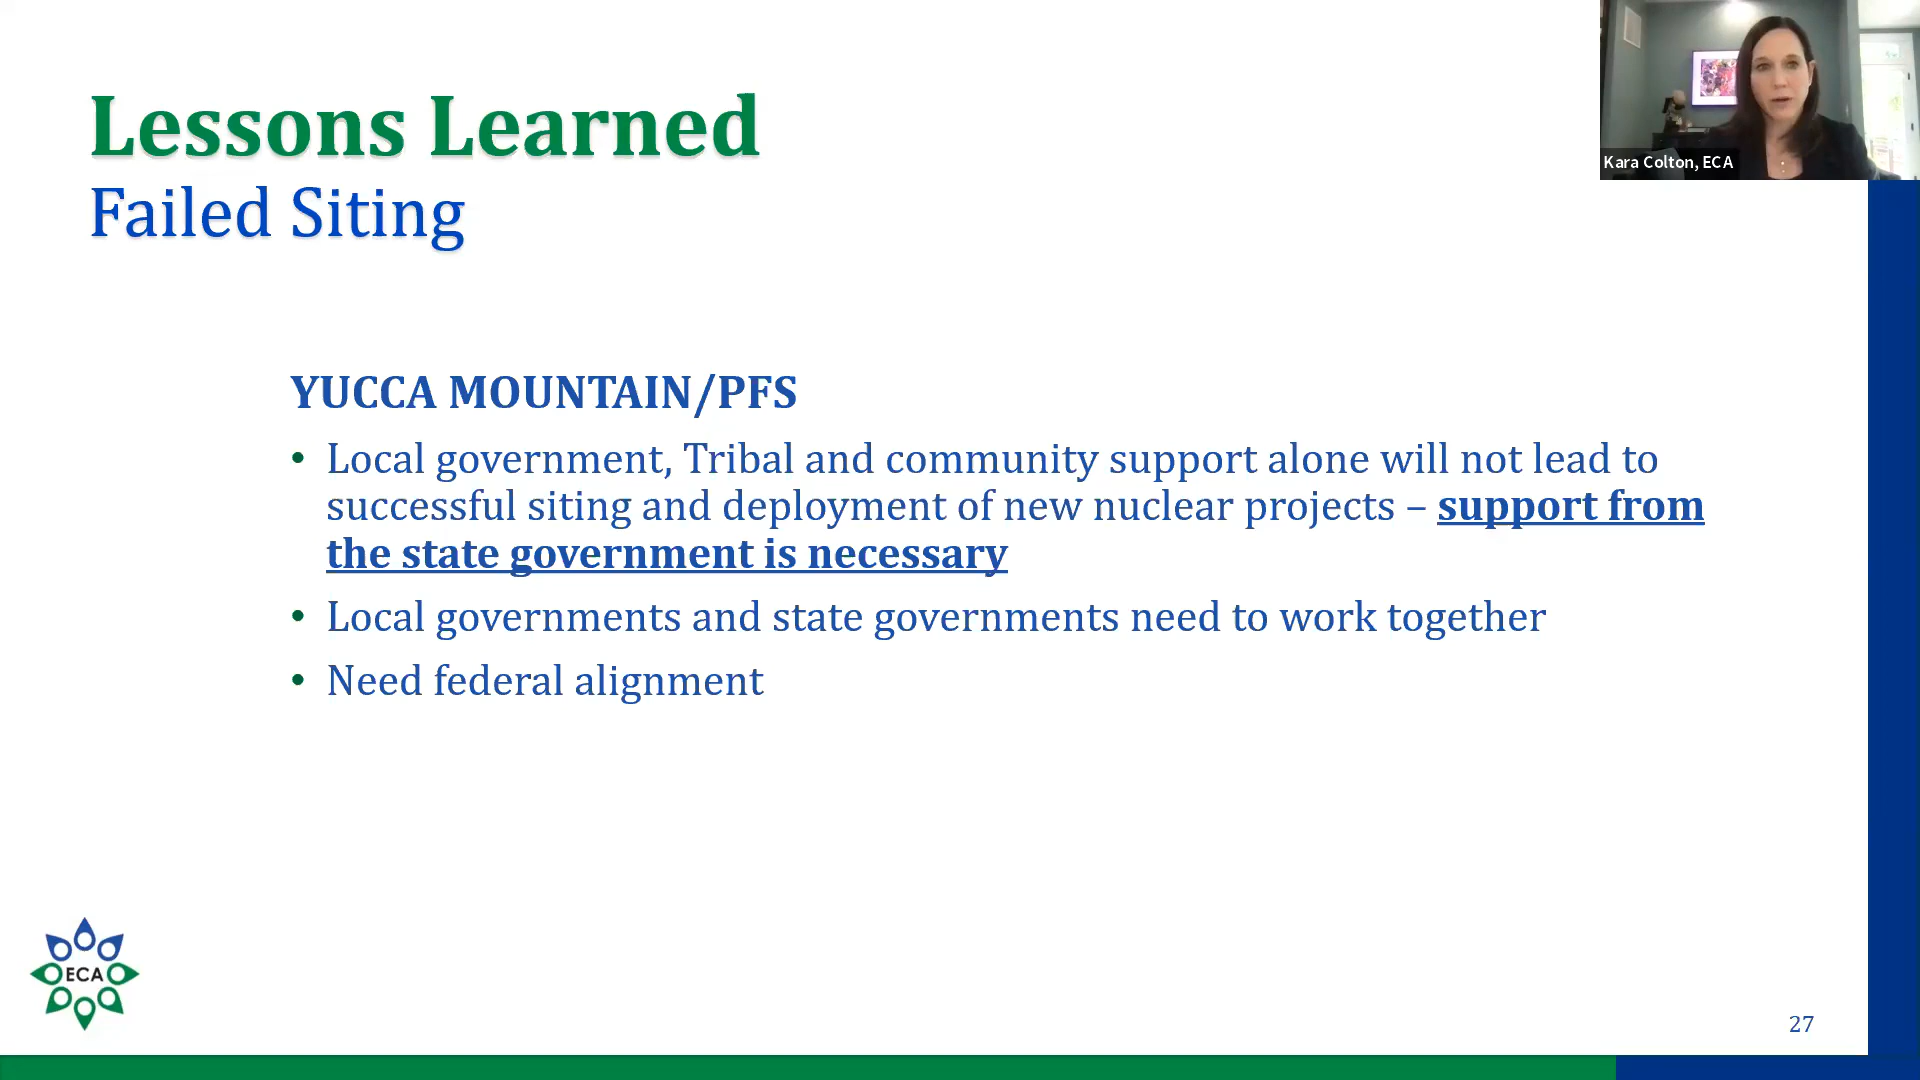 Lessons Learned
Failed Siting
Kara Colton, ECA
YUCCA MOUNTAIN/PFS
• Local government, Tribal and community support alone will not lead to
successful siting and deployment of new nuclear projects – support from
the state government is necessary
• Local governments and state governments need to work together
• Need federal alignment
ECA
27